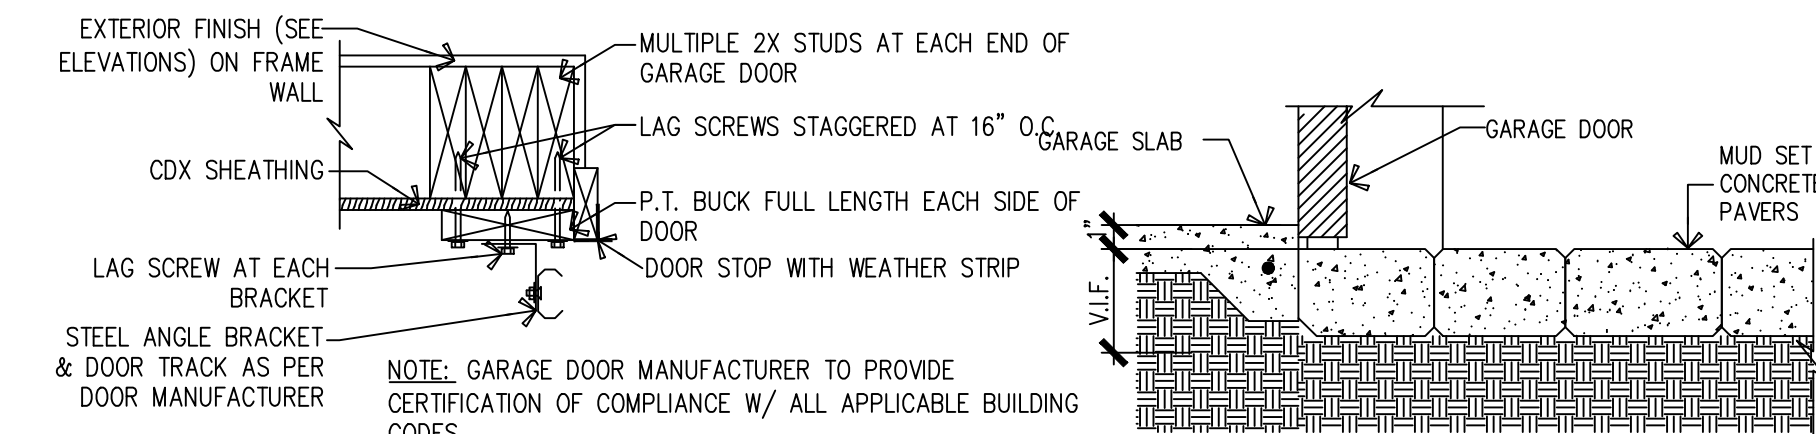 EXTERIOR FINISH (SEE
ELEVATIONS) ON FRAME
WALL
CDX SHEATHING
LAG SCREW AT EACH
BRACKET
STEEL ANGLE BRACKET
& DOOR TRACK AS PER
DOOR MANUFACTURER
MULTIPLE 2X STUDS AT EACH END OF
GARAGE DOOR
LAG SCREWS STAGGERED AT 16” O.C.
P.T. BUCK FULL LENGTH EACH SIDE OF
DOOR
DOOR STOP WITH WEATHER STRIP
NOTE: GARAGE DOOR MANUFACTURER TO PROVIDE
CERTIFICATION OF COMPLIANCE W/ ALL APPLICABLE BUILDING
CODES
GARAGE SLAB
GARAGE DOOR
MUD SET
CONCRETE
PAVERS
1”
V.I.F.